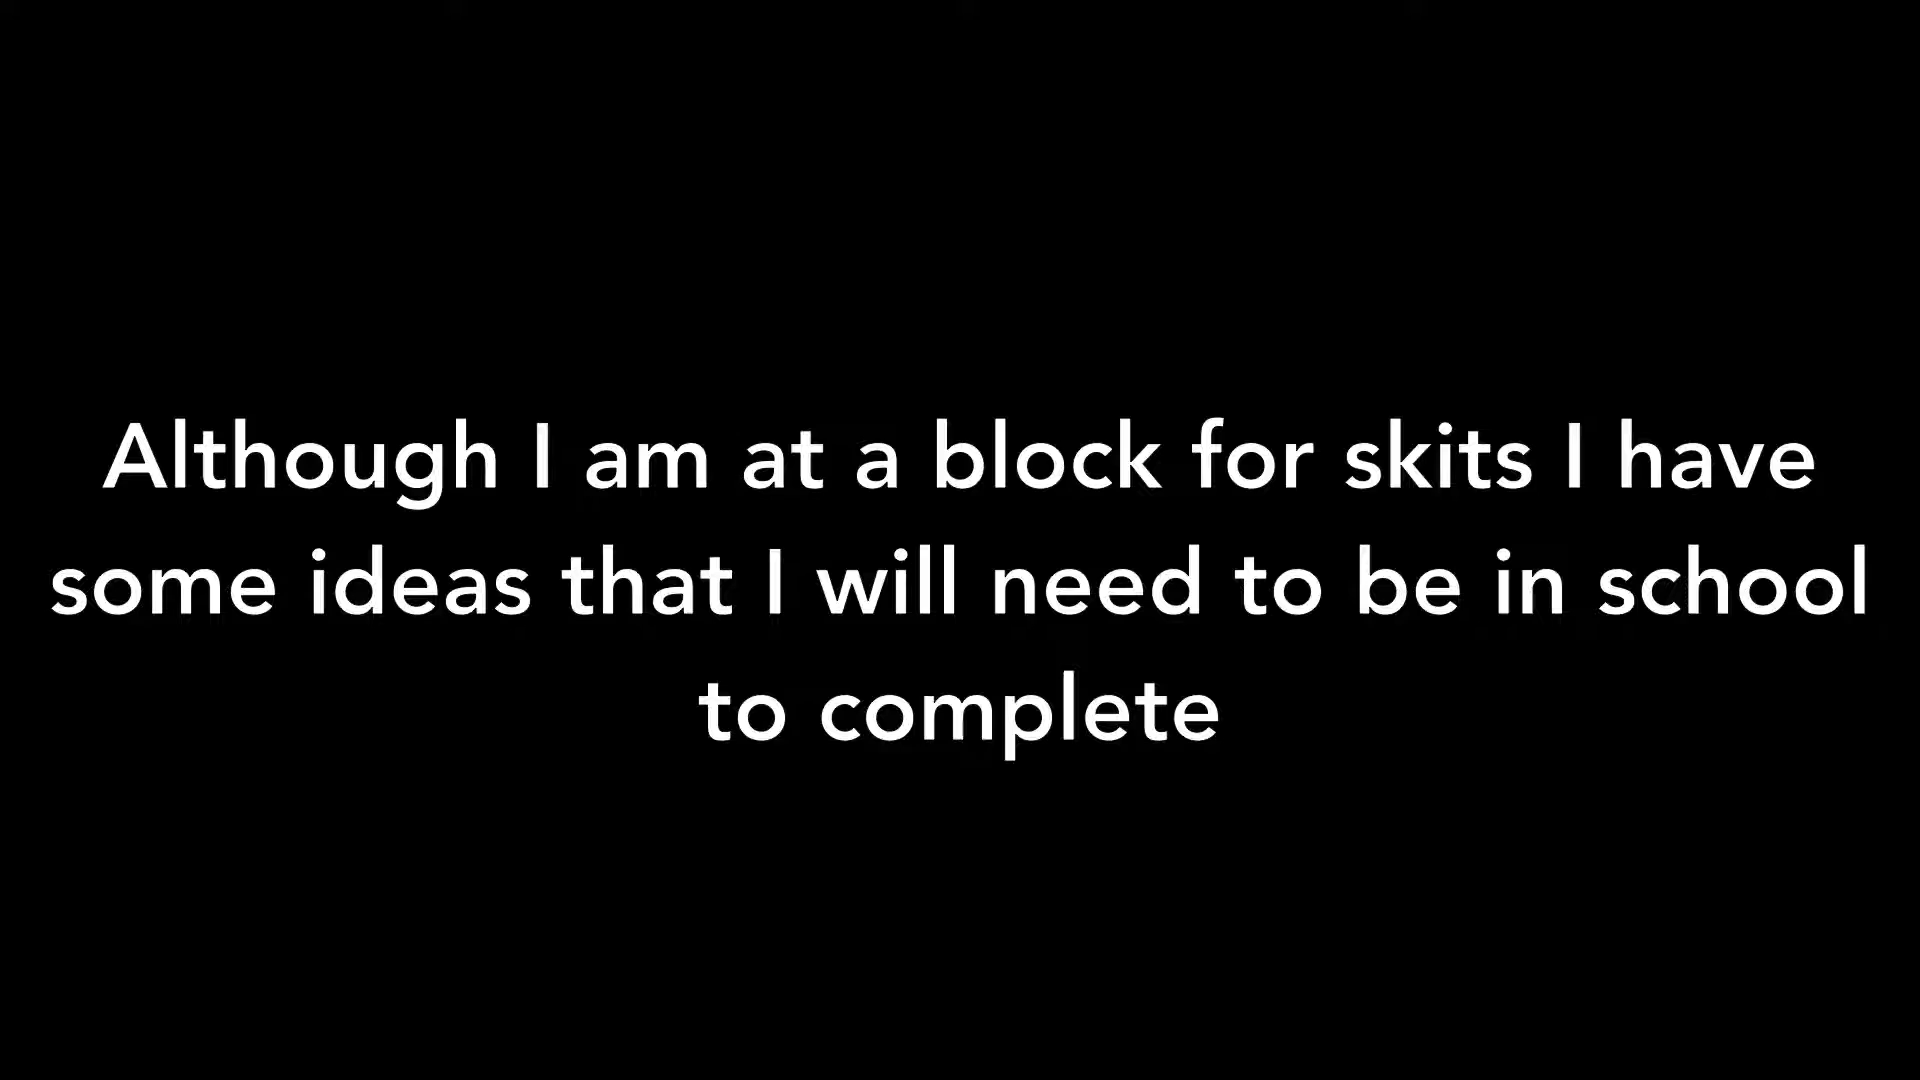 Although I am at a block for skits I have
some ideas that I will need to be in school
to complete